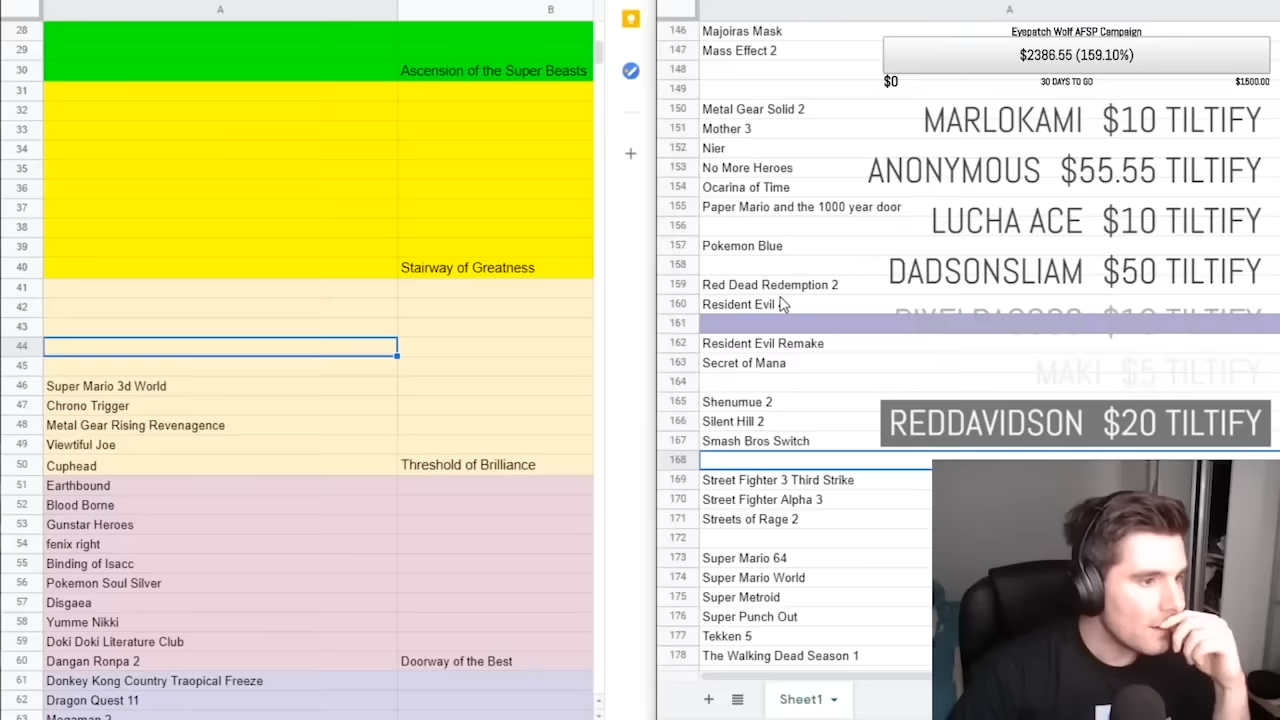 A
B
28
29
30 Ascension of the Super Beasts
31
32
33
34
35
36
37
38
39
40 Stairway of Greatness
41
42
43
44
45
46 Super Mario 3d World
47 Chrono Trigger
48 Metal Gear Rising Revenagence
49 Viewtiful Joe
50 Cuphead Threshold of Brilliance
51 Earthbound
52 Blood Borne
53 Gunstar Heroes
54 fenix right
55 Binding of Isacc
56 Pokemon Soul Silver
57 Disgaea
58 Yumme Nikki
59 Doki Doki Literature Club
60 Dangan Ronpa 2 Doorway of the Best
61 Donkey Kong Country Traopical Freeze
62 Dragon Quest 11
63 Megaman 2
A
146 Majoiras Mask
147 Mass Effect 2
148
149
150 Metal Gear Solid 2
151 Mother 3
152 Nier
153 No More Heroes
154 Ocarina of Time
155 Paper Mario and the 1000 year door
156
157 Pokemon Blue
158
159 Red Dead Redemption 2
160 Resident Evil
161
162 Resident Evil Remake
163 Secret of Mana
164
165 Shenumue 2
166 Silent Hill 2
167 Smash Bros Switch
168
169 Street Fighter 3 Third Strike
170 Street Fighter Alpha 3
171 Streets of Rage 2
172
173 Super Mario 64
174 Super Mario World
175 Super Metroid
176 Super Punch Out
177 Tekken 5
178 The Walking Dead Season 1
+ Sheet1
Eyepatch Wolf AFSP Campaign
$2386.55 (159.10%)
$0 30 DAYS TO GO $1500.00
MARLOKAMI $10 TILTIFY
ANONYMOUS $55.55 TILTIFY
LUCHA ACE $10 TILTIFY
DADSONSLIAM $50 TILTIFY
$10 TILTIFY
MAKI $5 TILTIFY
REDDAVIDSON $20 TILTIFY